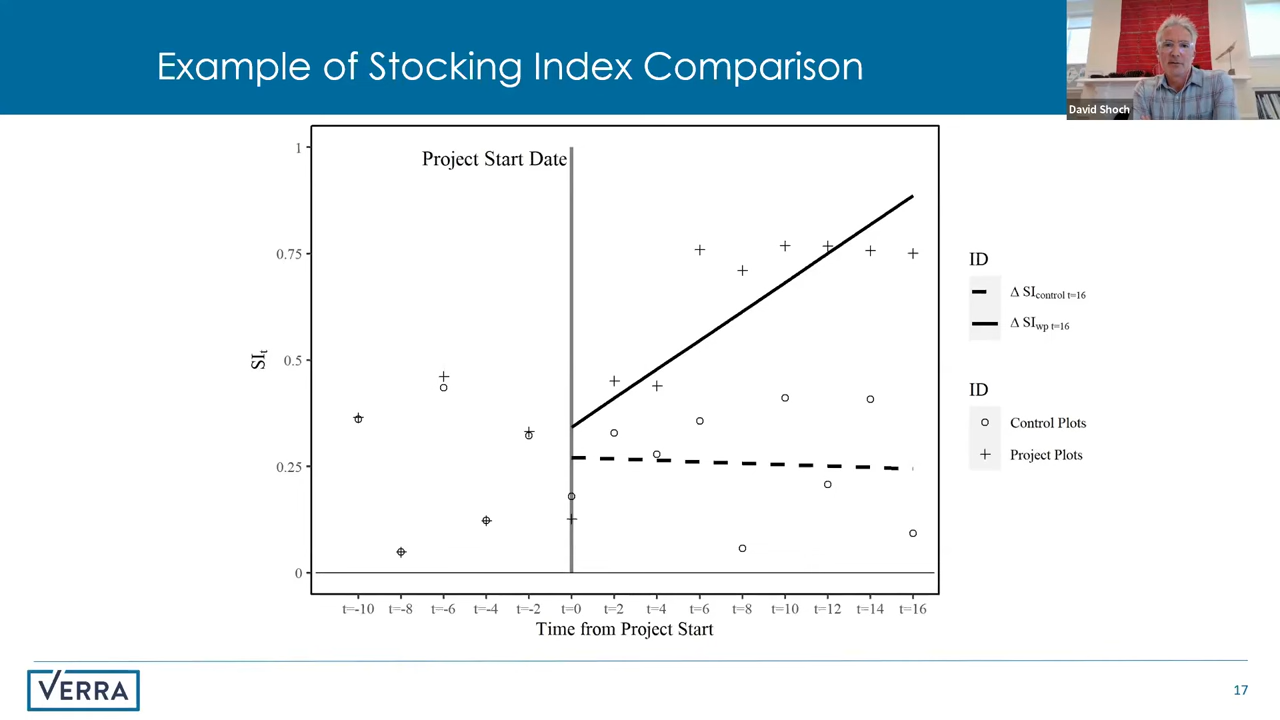 Example of Stocking Index Comparison
David Shoch
Project Start Date
1
0.75
0.5
0.25
0
SIt
t=-10 t=-8 t=-6 t=-4 t=-2 t=0 t=2 t=4 t=6 t=8 t=10 t=12 t=14 t=16
Time from Project Start
ID
Δ SIcontrol t=16
Δ SIwp t=16
ID
Control Plots
Project Plots
VERRA
17